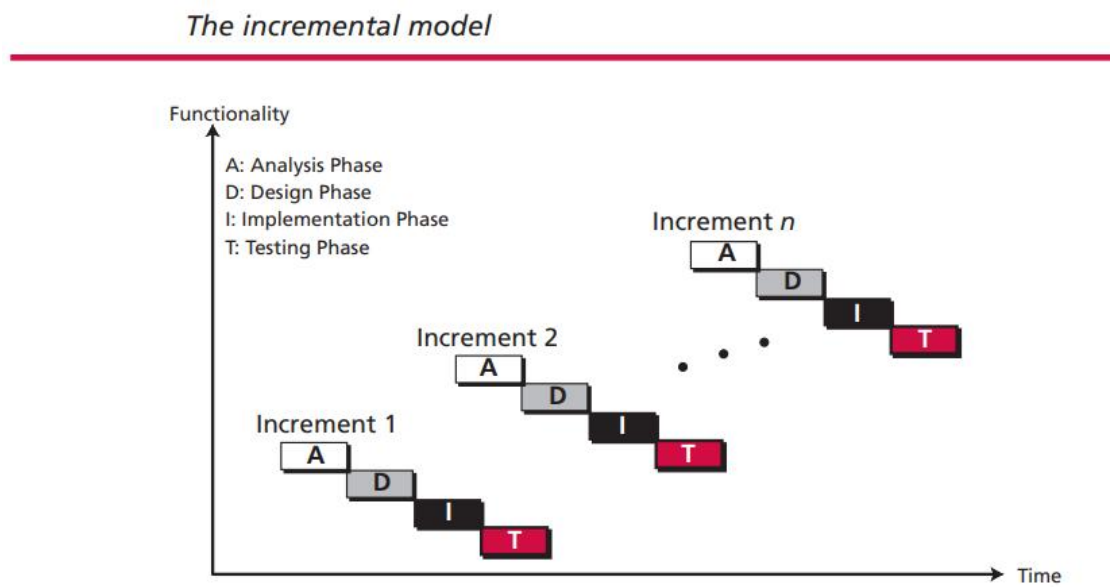 The incremental model
Functionality
A: Analysis Phase
D: Design Phase
I: Implementation Phase
T: Testing Phase
Increment n
A
D
I
T
Increment 2
A
D
I
T
Increment 1
A
D
I
T
Time